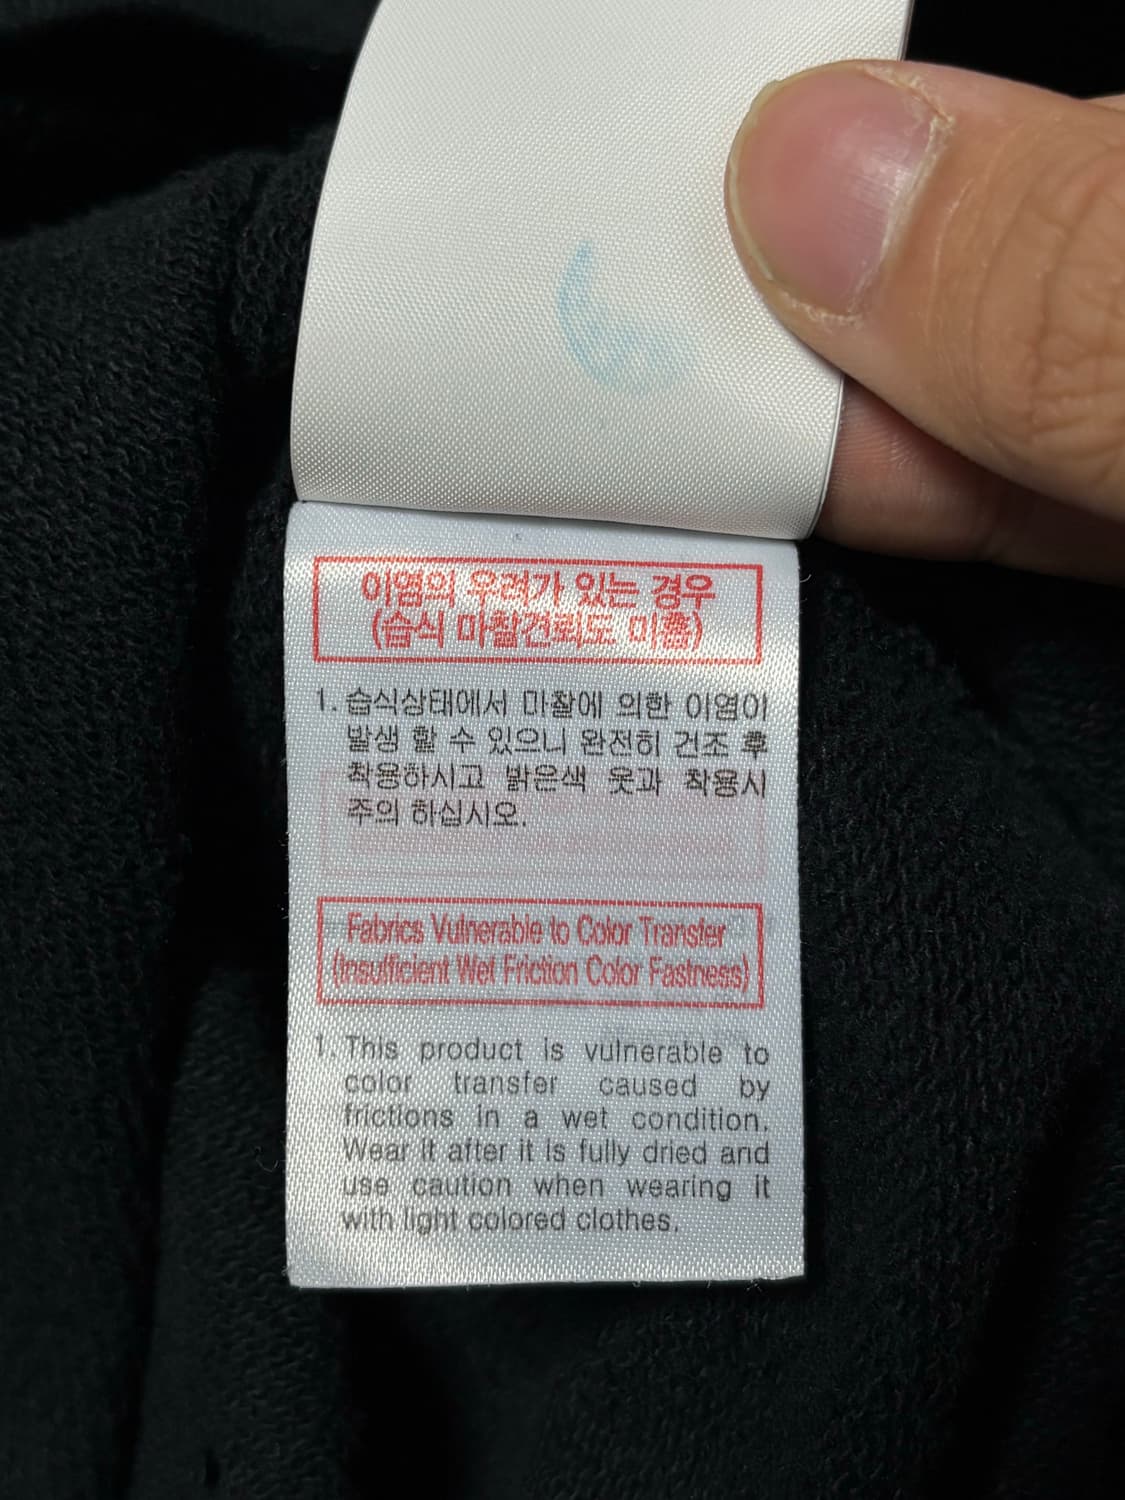 이염의 우려가 있는 경우
(습식 마찰견뢰도 미흡)
1. 습식상태에서 마찰에 의한 이염이
발생 할 수 있으니 완전히 건조 후
착용하시고 밝은색 옷과 착용시
주의 하십시오.
Fabrics Vulnerable to Color Transfer
(Insufficient Wet Friction Color Fastness)
1. This product is vulnerable to
color transfer caused by
frictions in a wet condition.
Wear it after it is fully dried and
use caution when wearing it
with light colored clothes.